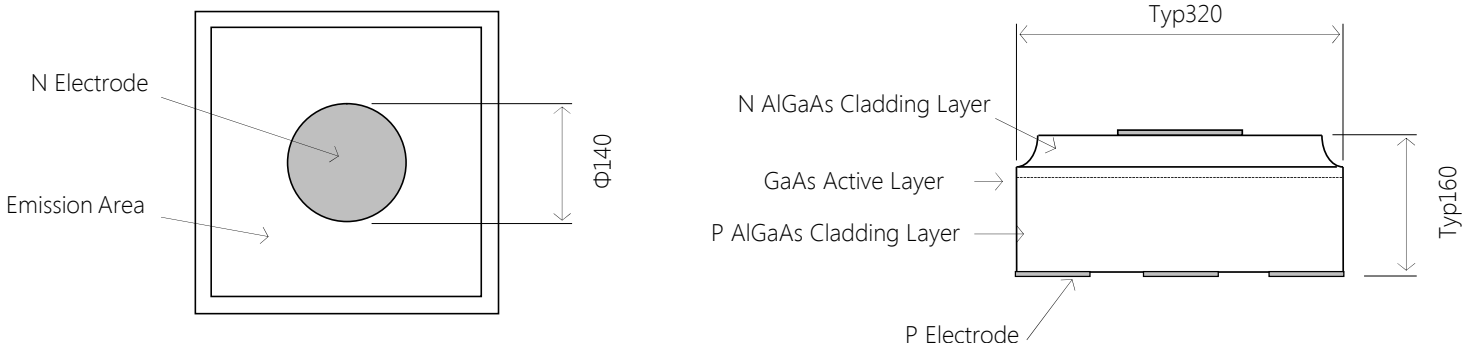 N Electrode
Emission Area
Φ140
Typ320
N AlGaAs Cladding Layer
GaAs Active Layer
P AlGaAs Cladding Layer
P Electrode
Typ160